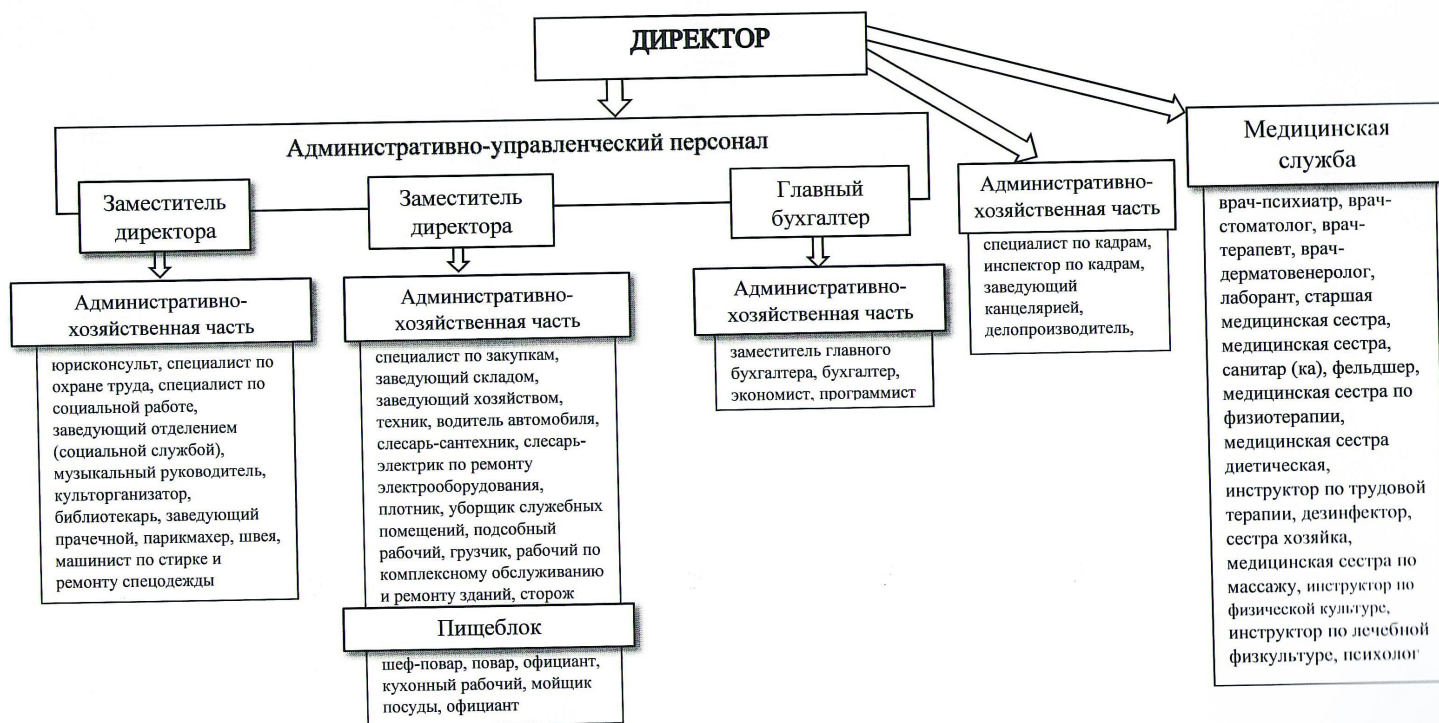 ДИРЕКТОР
Административно-управленческий персонал
Заместитель
директора
Административно-
хозяйственная часть
юрисконсульт, специалист по
охране труда, специалист по
социальной работе,
заведующий отделением
(социальной службой),
музыкальный руководитель,
культорганизатор,
библиотекарь, заведующий
прачечной, парикмахер, швея,
машинист по стирке и
ремонту спецодежды
Заместитель
директора
Административно-
хозяйственная часть
специалист по закупкам,
заведующий складом,
заведующий хозяйством,
техник, водитель автомобиля,
слесарь-сантехник, слесарь-
электрик по ремонту
электрооборудования,
плотник, уборщик служебных
помещений, подсобный
рабочий, грузчик, рабочий по
комплексному обслуживанию
и ремонту зданий, сторож
Пищеблок
шеф-повар, повар, официант,
кухонный рабочий, мойщик
посуды, официант
Главный
бухгалтер
Административно-
хозяйственная часть
заместитель главного
бухгалтера, бухгалтер,
экономист, программист
Административно-
хозяйственная часть
специалист по кадрам,
инспектор по кадрам,
заведующий
канцелярией,
делопроизводитель,
Медицинская
служба
врач-психиатр, врач-
стоматолог, врач-
терапевт, врач-
дерматовенеролог,
лаборант, старшая
медицинская сестра,
медицинская сестра,
санитар (ка), фельдшер,
медицинская сестра по
физиотерапии,
медицинская сестра
диетическая,
инструктор по трудовой
терапии, дезинфектор,
сестра хозяйка,
медицинская сестра по
массажу, инструктор по
физической культуре,
инструктор по лечебной
физкультуре, психолог